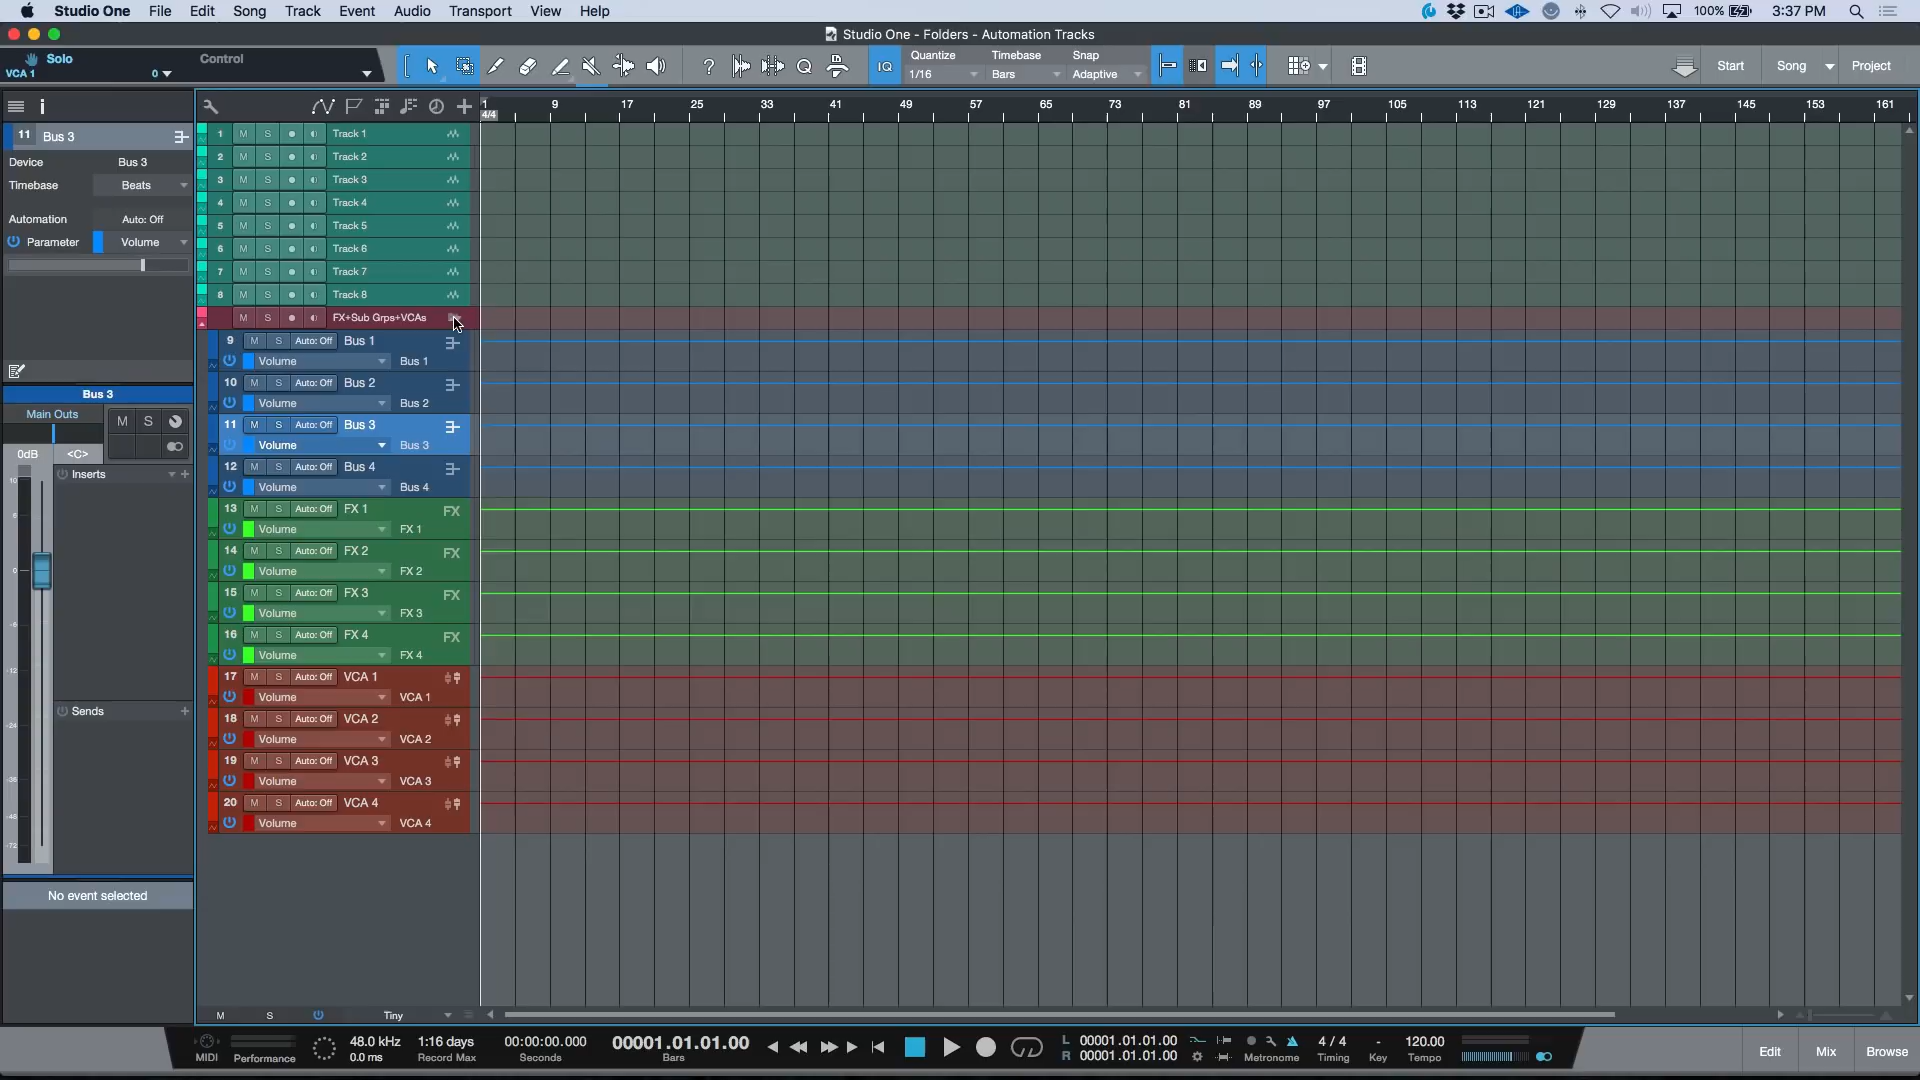 Studio One File Edit Song Track Event Audio Transport View Help 100% 3:37 PM
Studio One - Folders - Automation Tracks
Solo Control
VCA 1 0
IQ Quantize Timebase Snap
1/16 Bars Adaptive
Start Song Project
11 Bus 3
Device Bus 3
Timebase Beats
Automation Auto: Off
Parameter Volume
Bus 3
Main Outs M S
0dB <C>
Inserts
Sends
No event selected
1 9 17 25 33 41 49 57 65 73 81 89 97 105 113 121 129 137 145 153 161
4/4
1 M S Track 1
2 M S Track 2
3 M S Track 3
4 M S Track 4
5 M S Track 5
6 M S Track 6
7 M S Track 7
8 M S Track 8
M S FX+Sub Grps+VCAs
9 M S Auto: Off Bus 1
Volume Bus 1
10 M S Auto: Off Bus 2
Volume Bus 2
11 M S Auto: Off Bus 3
Volume Bus 3
12 M S Auto: Off Bus 4
Volume Bus 4
13 M S Auto: Off FX 1 FX
Volume FX 1
14 M S Auto: Off FX 2 FX
Volume FX 2
15 M S Auto: Off FX 3 FX
Volume FX 3
16 M S Auto: Off FX 4 FX
Volume FX 4
17 M S Auto: Off VCA 1
Volume VCA 1
18 M S Auto: Off VCA 2
Volume VCA 2
19 M S Auto: Off VCA 3
Volume VCA 3
20 M S Auto: Off VCA 4
Volume VCA 4
M S Tiny
MIDI Performance
48.0 kHz 1:16 days 00:00:00.000 00001.01.01.00
0.0 ms Record Max Seconds Bars
L 00001.01.01.00
R 00001.01.01.00
Metronome
4 / 4 - 120.00
Timing Key Tempo
Edit Mix Browse